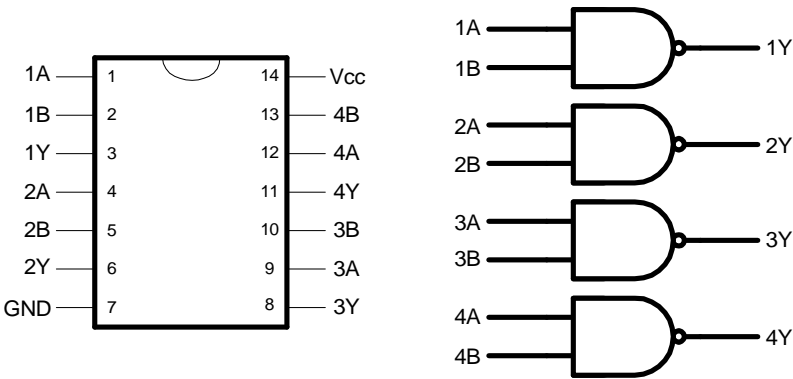 1A 1 14 Vcc
1B 2 13 4B
1Y 3 12 4A
2A 4 11 4Y
2B 5 10 3B
2Y 6 9 3A
GND 7 8 3Y
1A
1B
1Y
2A
2B
2Y
3A
3B
3Y
4A
4B
4Y